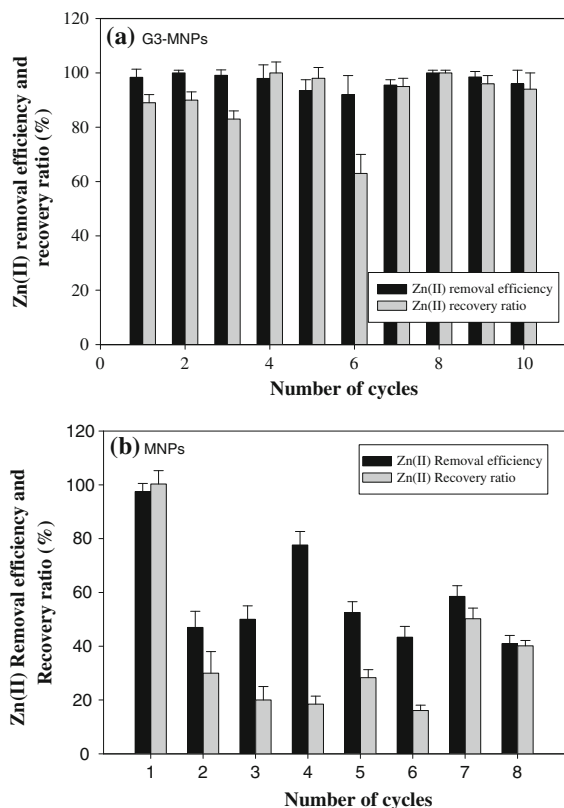 (a) G3-MNPs
Zn(II) removal efficiency and
recovery ratio (%)
120
100
80
60
40
20
0
Zn(II) removal efficiency
Zn(II) recovery ratio
0 2 4 6 8 10
Number of cycles
(b) MNPs
Zn(II) Removal efficiency and
Recovery ratio (%)
120
100
80
60
40
20
0
Zn(II) Removal efficiency
Zn(II) Recovery ratio
1 2 3 4 5 6 7 8
Number of cycles